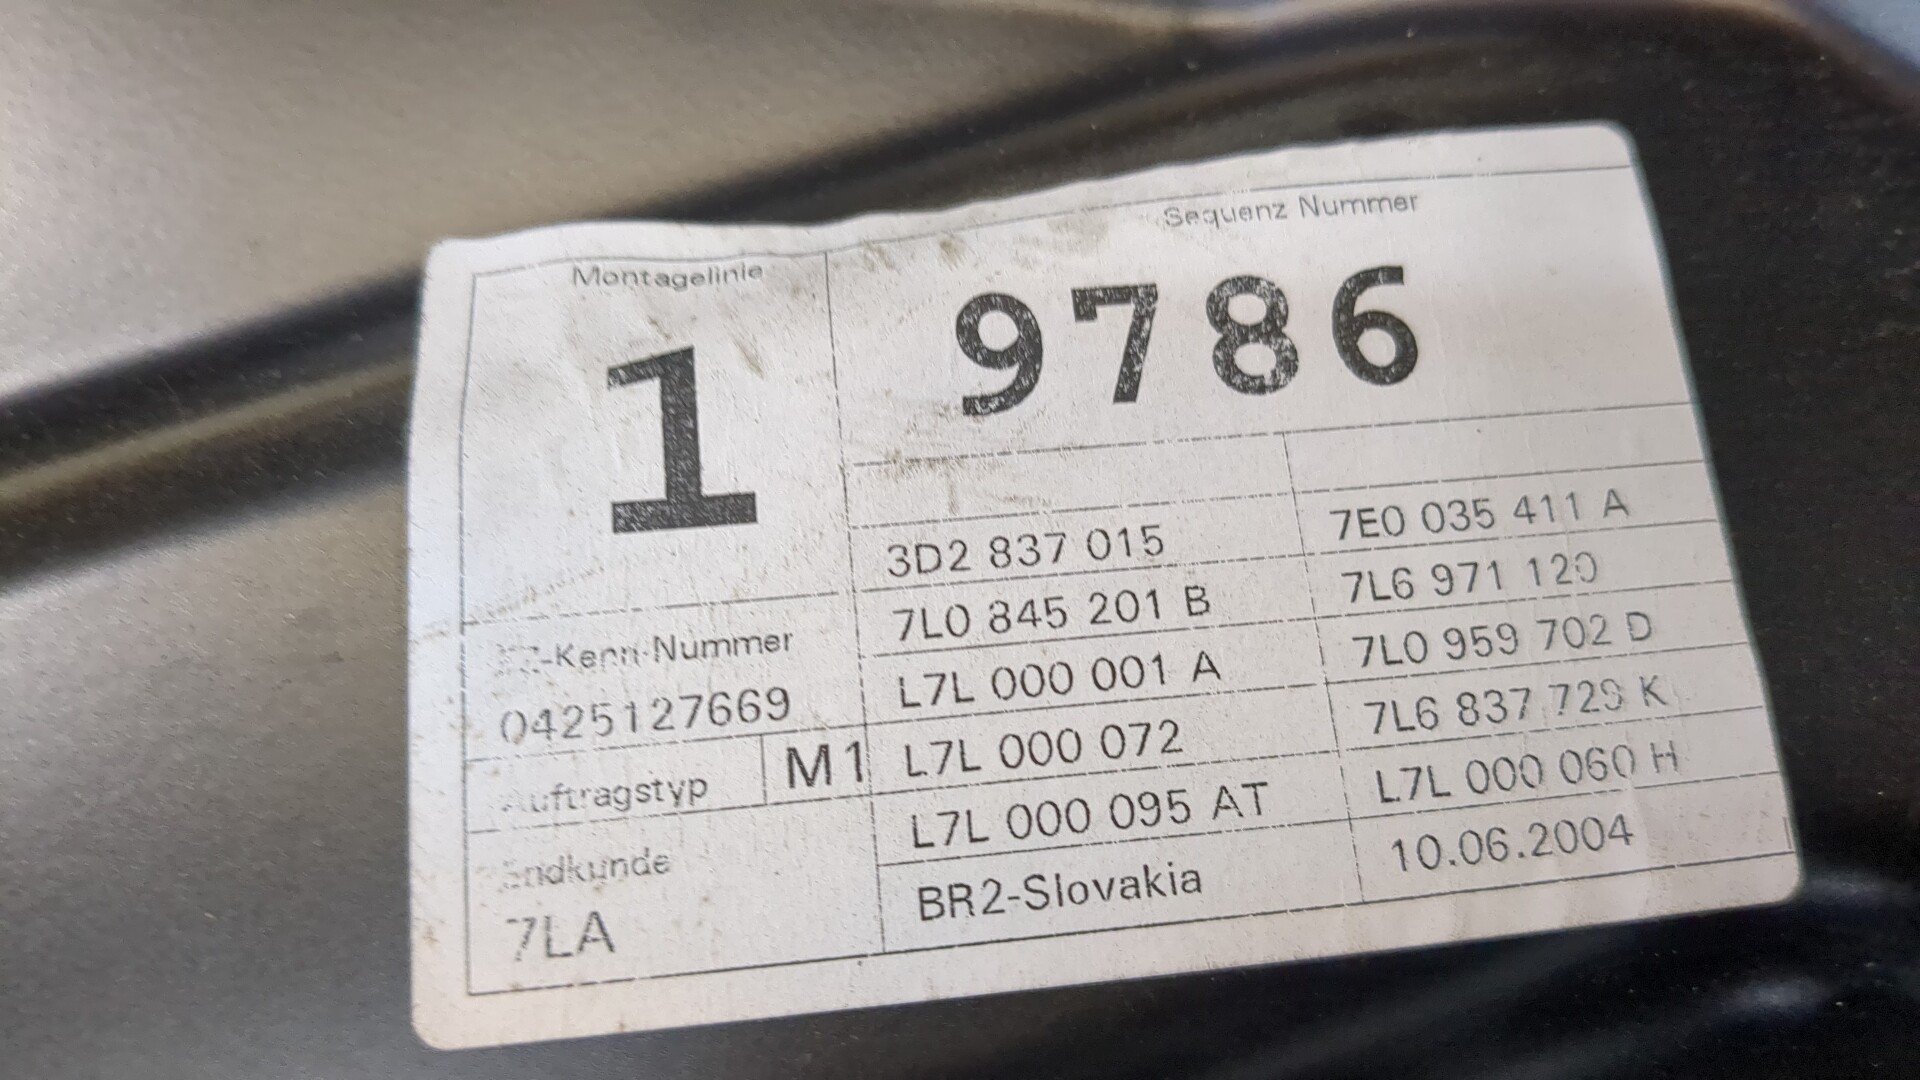 Montagelinie
Sequenz Nummer
1
9786
3D2 837 015
7E0 035 411 A
7L0 845 201 B
7L6 971 120
L7L 000 001 A
7L0 959 702 D
L7L 000 072
7L6 837 729 K
L7L 000 095 AT
L7L 000 060 H
BR2-Slovakia
10.06.2004
-Kenn-Nummer
0425127669
Auftragstyp
M1
Endkunde
7LA